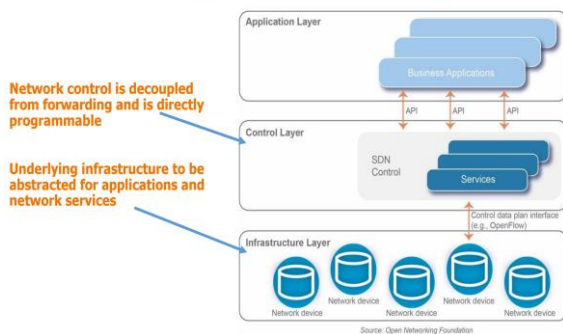 Application Layer
Business Applications
API
API
API
Network control is decoupled
from forwarding and is directly
programmable
Control Layer
SDN
Control
Services
Underlying infrastructure to be
abstracted for applications and
network services
Control data plan interface
(e.g., OpenFlow)
Infrastructure Layer
Network device
Network device
Network device
Network device
Network device
Source: Open Networking Foundation